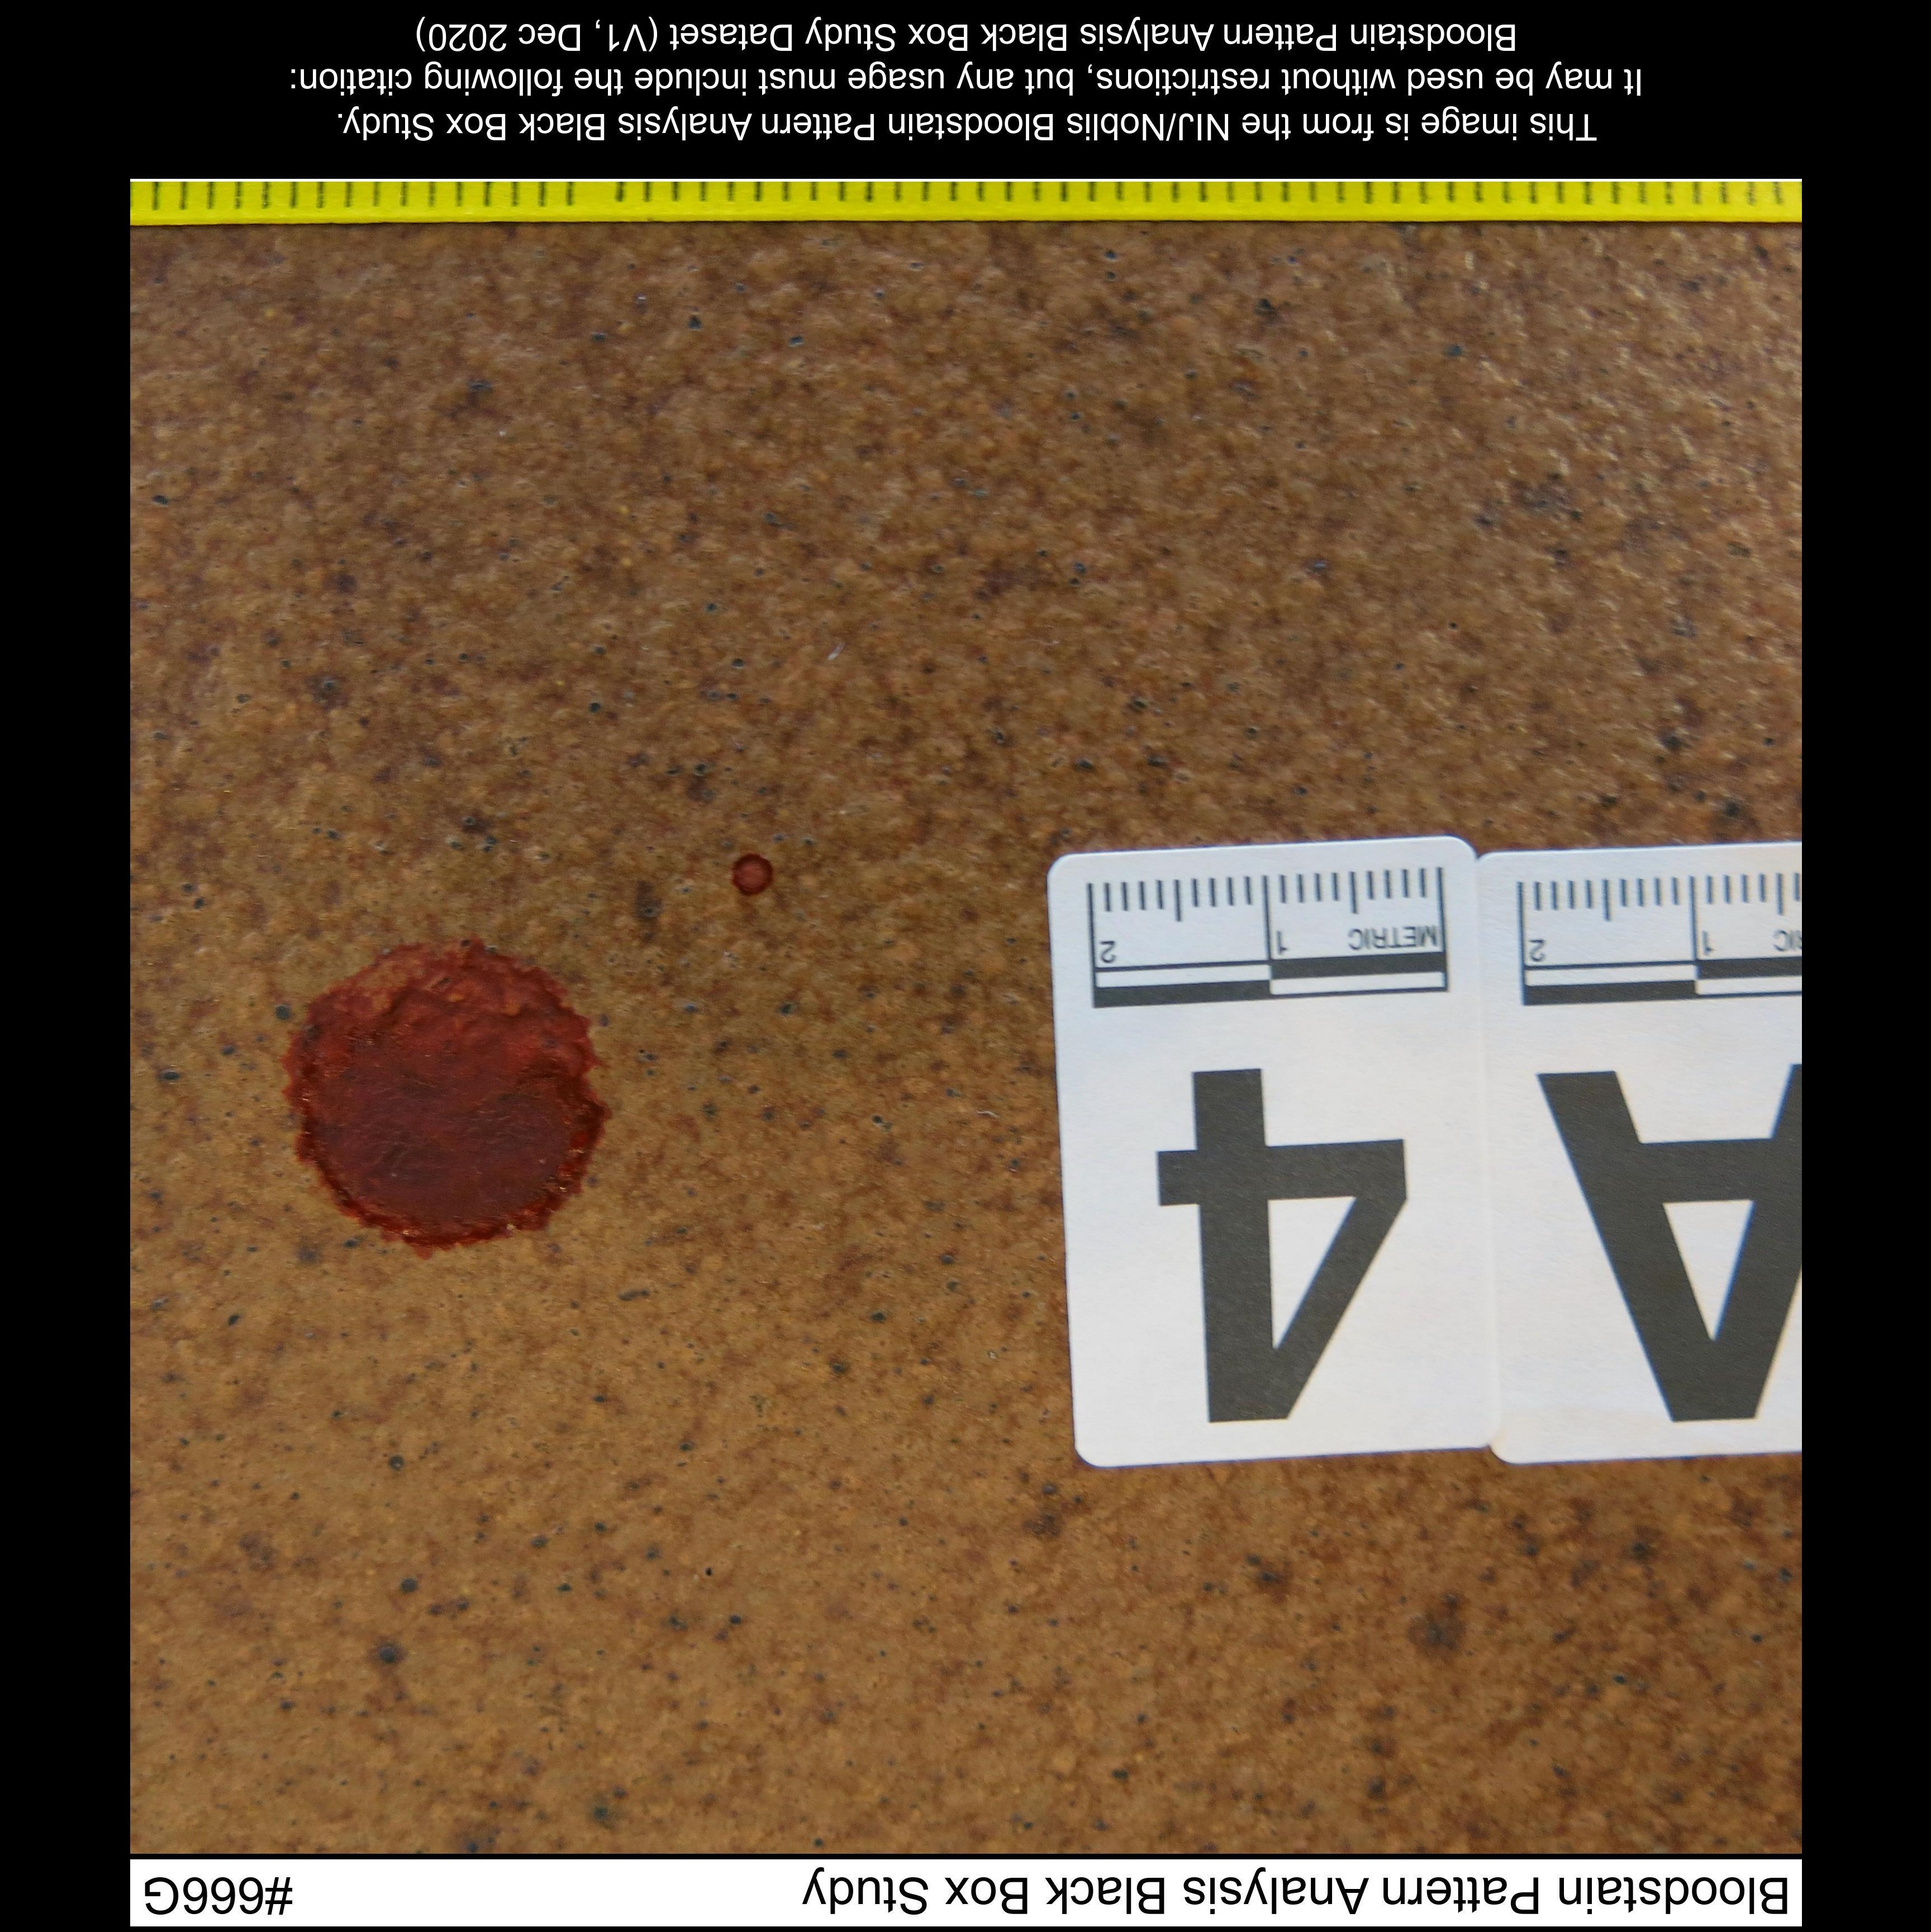 Bloodstain Pattern Analysis Black Box Study #666G
A 4
METRIC 1 2
RIC 1 2
This image is from the NIJ/Noblis Bloodstain Pattern Analysis Black Box Study.
It may be used without restrictions, but any usage must include the following citation:
Bloodstain Pattern Analysis Black Box Study Dataset (V1, Dec 2020)